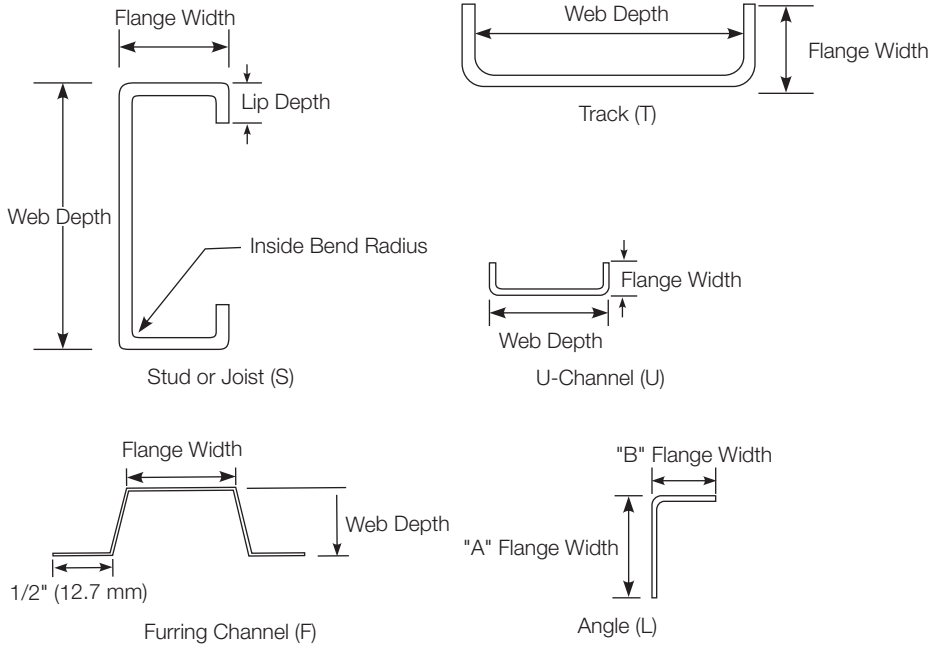 Flange Width
Lip Depth
Web Depth
Inside Bend Radius
Stud or Joist (S)
Web Depth
Flange Width
Track (T)
Flange Width
Web Depth
U-Channel (U)
Flange Width
Web Depth
1/2" (12.7 mm)
Furring Channel (F)
"B" Flange Width
"A" Flange Width
Angle (L)